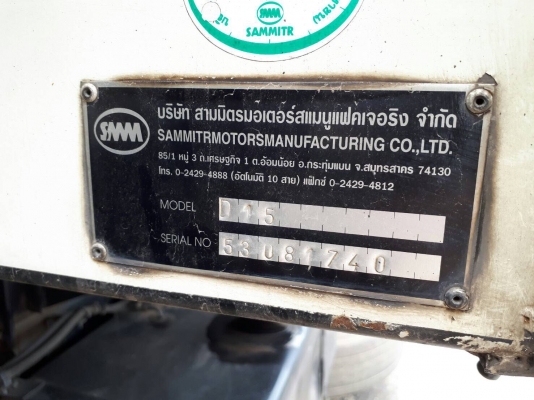 SMM
SAMMITR
SMM
บริษัท สามมิตรมอเตอร์สแมนูแฟคเจอริง จำกัด
SAMMITRMOTORSMANUFACTURING CO.,LTD.
85/1 หมู่ 3 ถ.เศรษฐกิจ 1 ต.อ้อมน้อย อ.กระทุ่มแบน จ.สมุทรสาคร 74130
โทร. 0-2429-4888 (อัตโนมัติ 10 สาย) แฟ็กซ์ 0-2429-4812
MODEL
SERIAL NO 53081740